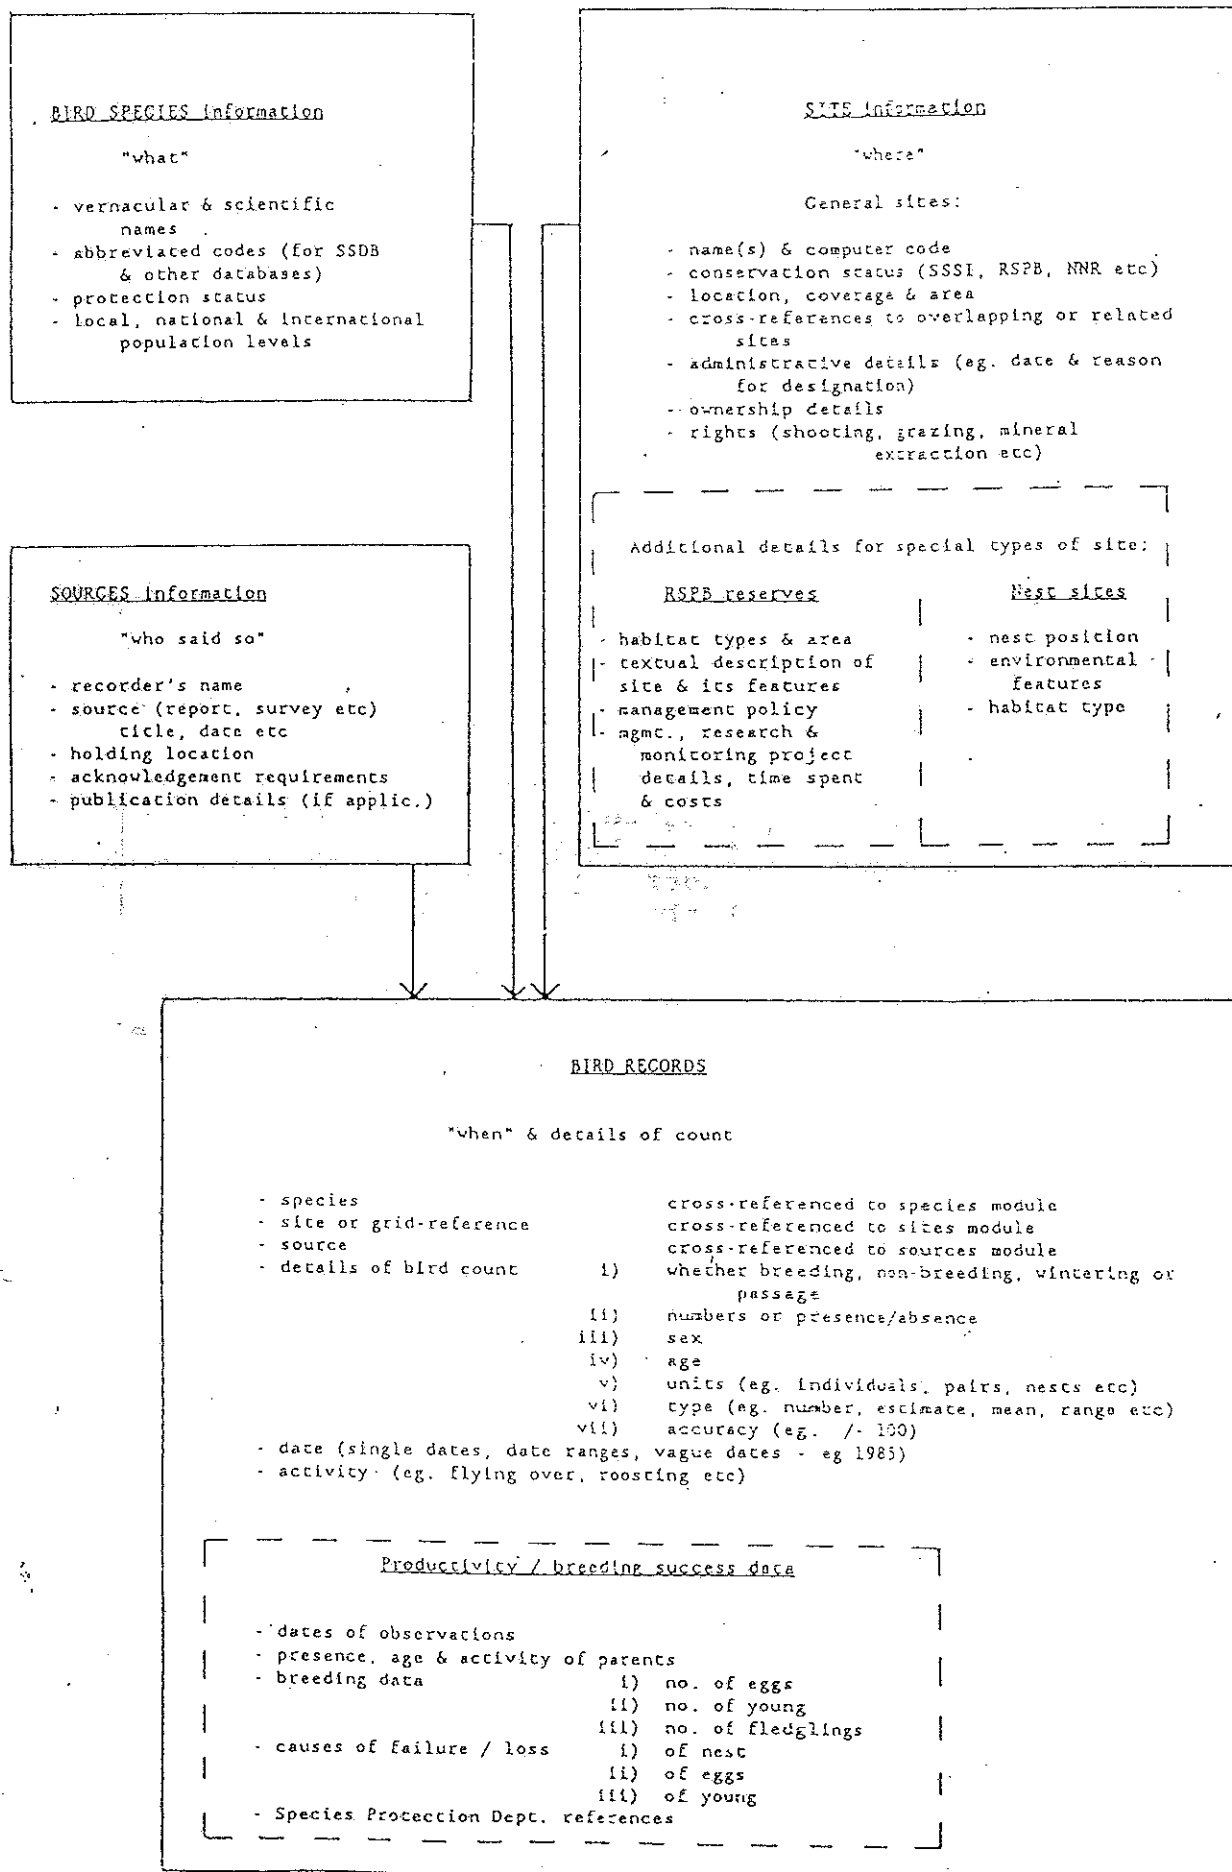 BIRD SPECIES information
"what"
- vernacular & scientific
names
- abbreviated codes (for SSDB
& other databases)
- protection status
- local, national & international
population levels
SITE information
"where"
General sites:
- name(s) & computer code
- conservation status (SSSI, RSPB, NNR etc)
- location, coverage & area
- cross-references to overlapping or related
sites
- administrative details (eg. date & reason
for designation)
- ownership details
- rights (shooting, grazing, mineral
extraction etc)
Additional details for special types of site:
RSPB reserves
- habitat types & area
- textual description of
site & its features
- management policy
- mgmt., research &
monitoring project
details, time spent
& costs
Nest sites
- nest position
- environmental
features
- habitat type
SOURCES information
"who said so"
- recorder's name
- source (report, survey etc)
title, date etc
- holding location
- acknowledgement requirements
- publication details (if applic.)
BIRD RECORDS
"when" & details of count
- species cross-referenced to species module
- site or grid-reference cross-referenced to sites module
- source cross-referenced to sources module
- details of bird count i) whether breeding, non-breeding, wintering or
passage
ii) numbers or presence/absence
iii) sex
iv) age
v) units (eg. individuals, pairs, nests etc)
vi) type (eg. number, estimate, mean, range etc)
vii) accuracy (eg. /- 100)
- date (single dates, date ranges, vague dates - eg 1985)
- activity (eg. flying over, roosting etc)
Productivity / breeding success data
- dates of observations
- presence, age & activity of parents
- breeding data i) no. of eggs
ii) no. of young
iii) no. of fledglings
- causes of failure / loss i) of nest
ii) of eggs
iii) of young
- Species Protection Dept. references